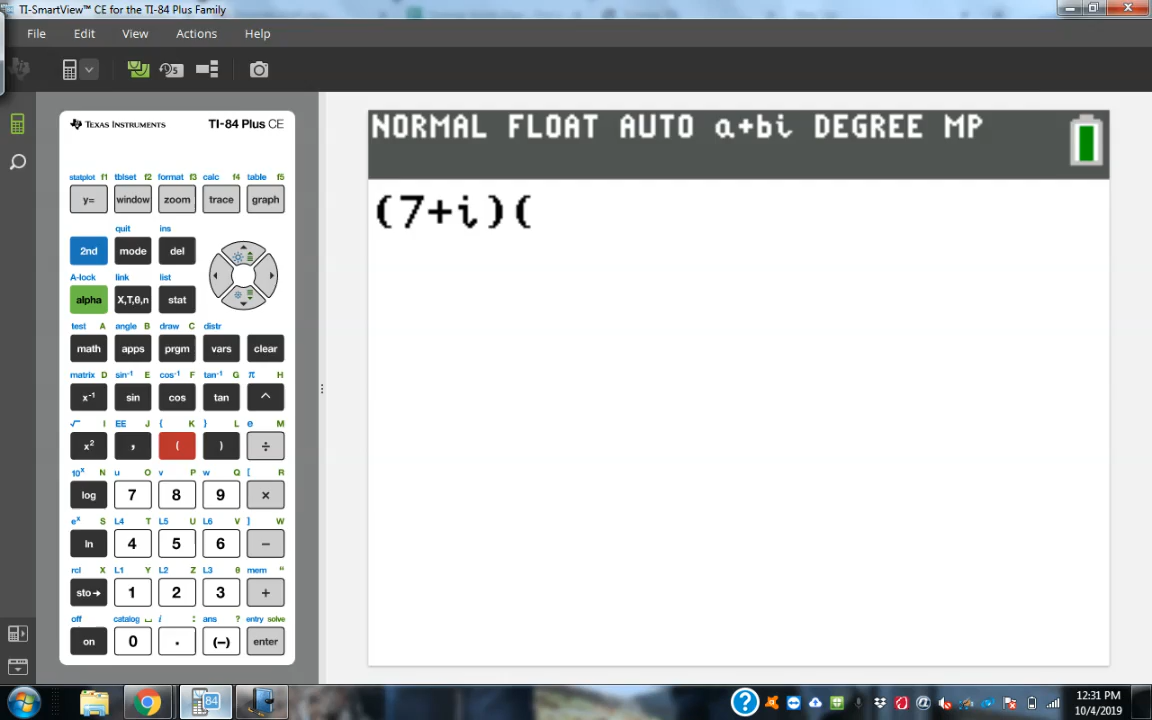 TI-SmartView™ CE for the TI-84 Plus Family
File Edit View Actions Help
TEXAS INSTRUMENTS TI-84 Plus CE
statplot f1 tblset f2 format f3 calc f4 table f5
y= window zoom trace graph
quit ins
2nd mode del
A-lock link list
alpha X,T,θ,n stat
test A angle B draw C distr
math apps prgm vars clear
matrix D sin-1 E cos-1 F tan-1 G π H
x-1 sin cos tan ^
√ I EE J { K } L e M
x² , ( ) ÷
10x N u O v P w Q [ R
log 7 8 9 ×
ex S L4 T L5 U L6 V ] W
ln 4 5 6 −
rcl X L1 Y L2 Z L3 θ mem "
sto→ 1 2 3 +
off catalog i : ans ? entry solve
on 0 . (−) enter
NORMAL FLOAT AUTO a+bi DEGREE MP
(7+i)(
84
12:31 PM
10/4/2019